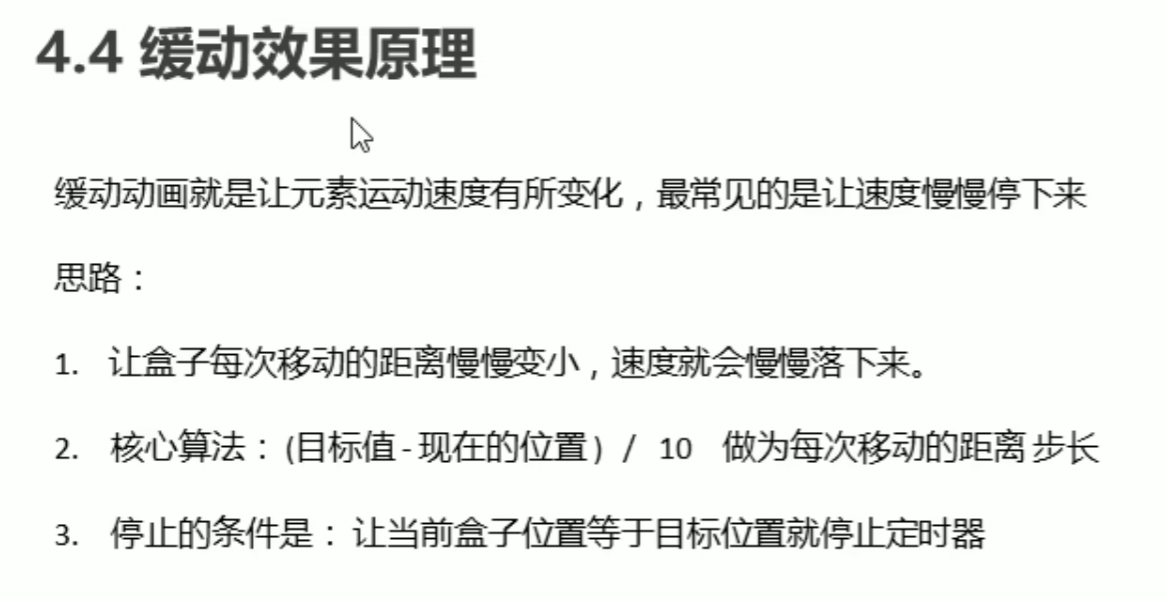 4.4 缓动效果原理
缓动动画就是让元素运动速度有所变化，最常见的是让速度慢慢停下来
思路：
1. 让盒子每次移动的距离慢慢变小，速度就会慢慢落下来。
2. 核心算法：(目标值 - 现在的位置) / 10 做为每次移动的距离 步长
3. 停止的条件是：让当前盒子位置等于目标位置就停止定时器